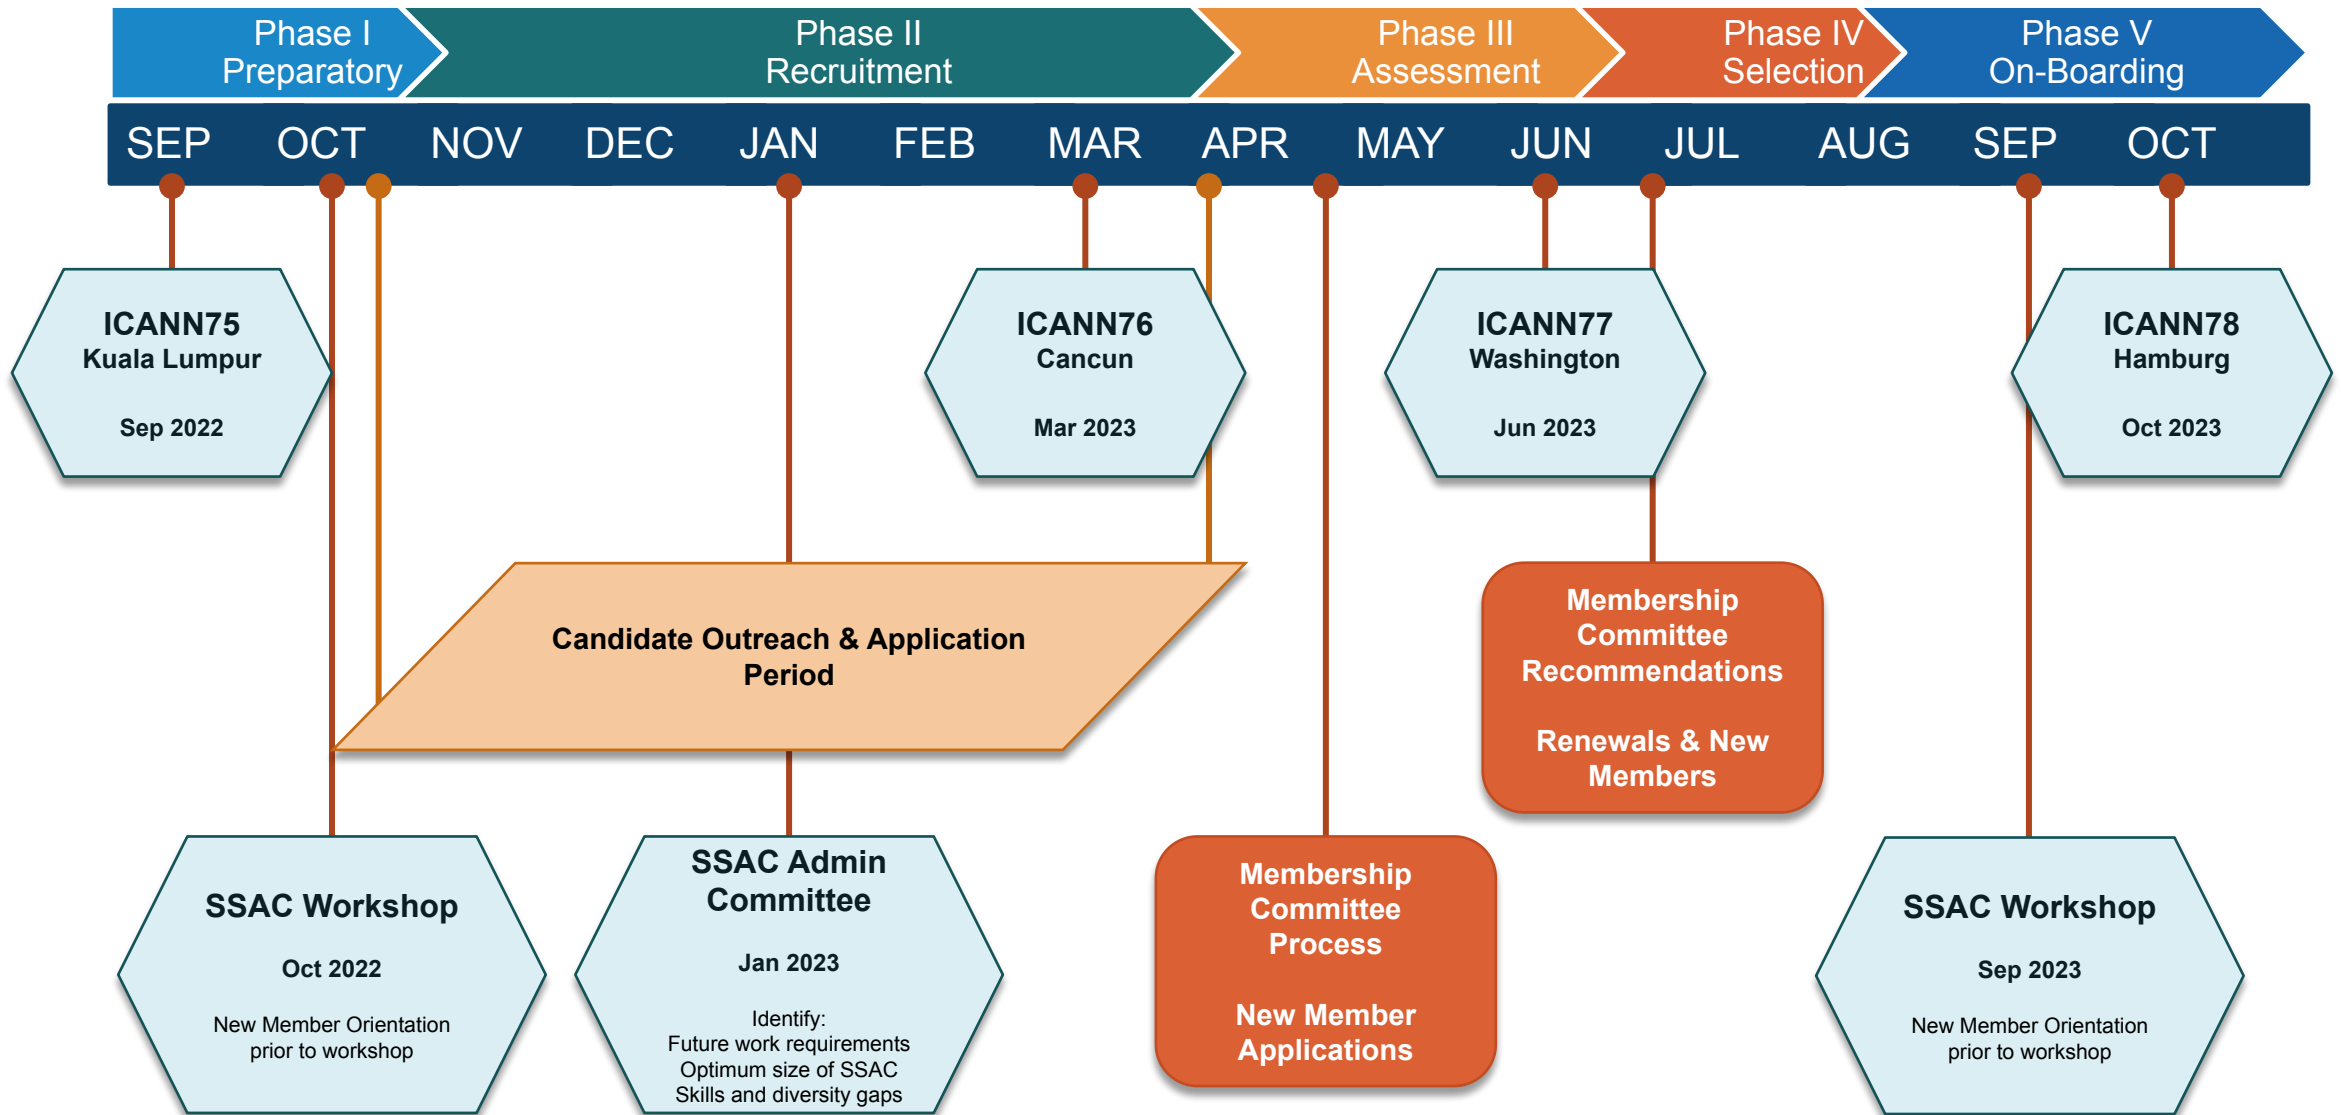 Phase I
Preparatory
Phase II
Recruitment
Phase III
Assessment
Phase IV
Selection
Phase V
On-Boarding
SEP OCT NOV DEC JAN FEB MAR APR MAY JUN JUL AUG SEP OCT
ICANN75
Kuala Lumpur
Sep 2022
ICANN76
Cancun
Mar 2023
ICANN77
Washington
Jun 2023
ICANN78
Hamburg
Oct 2023
Candidate Outreach & Application
Period
Membership
Committee
Recommendations
Renewals & New
Members
SSAC Workshop
Oct 2022
New Member Orientation
prior to workshop
SSAC Admin
Committee
Jan 2023
Identify:
Future work requirements
Optimum size of SSAC
Skills and diversity gaps
Membership
Committee
Process
New Member
Applications
SSAC Workshop
Sep 2023
New Member Orientation
prior to workshop